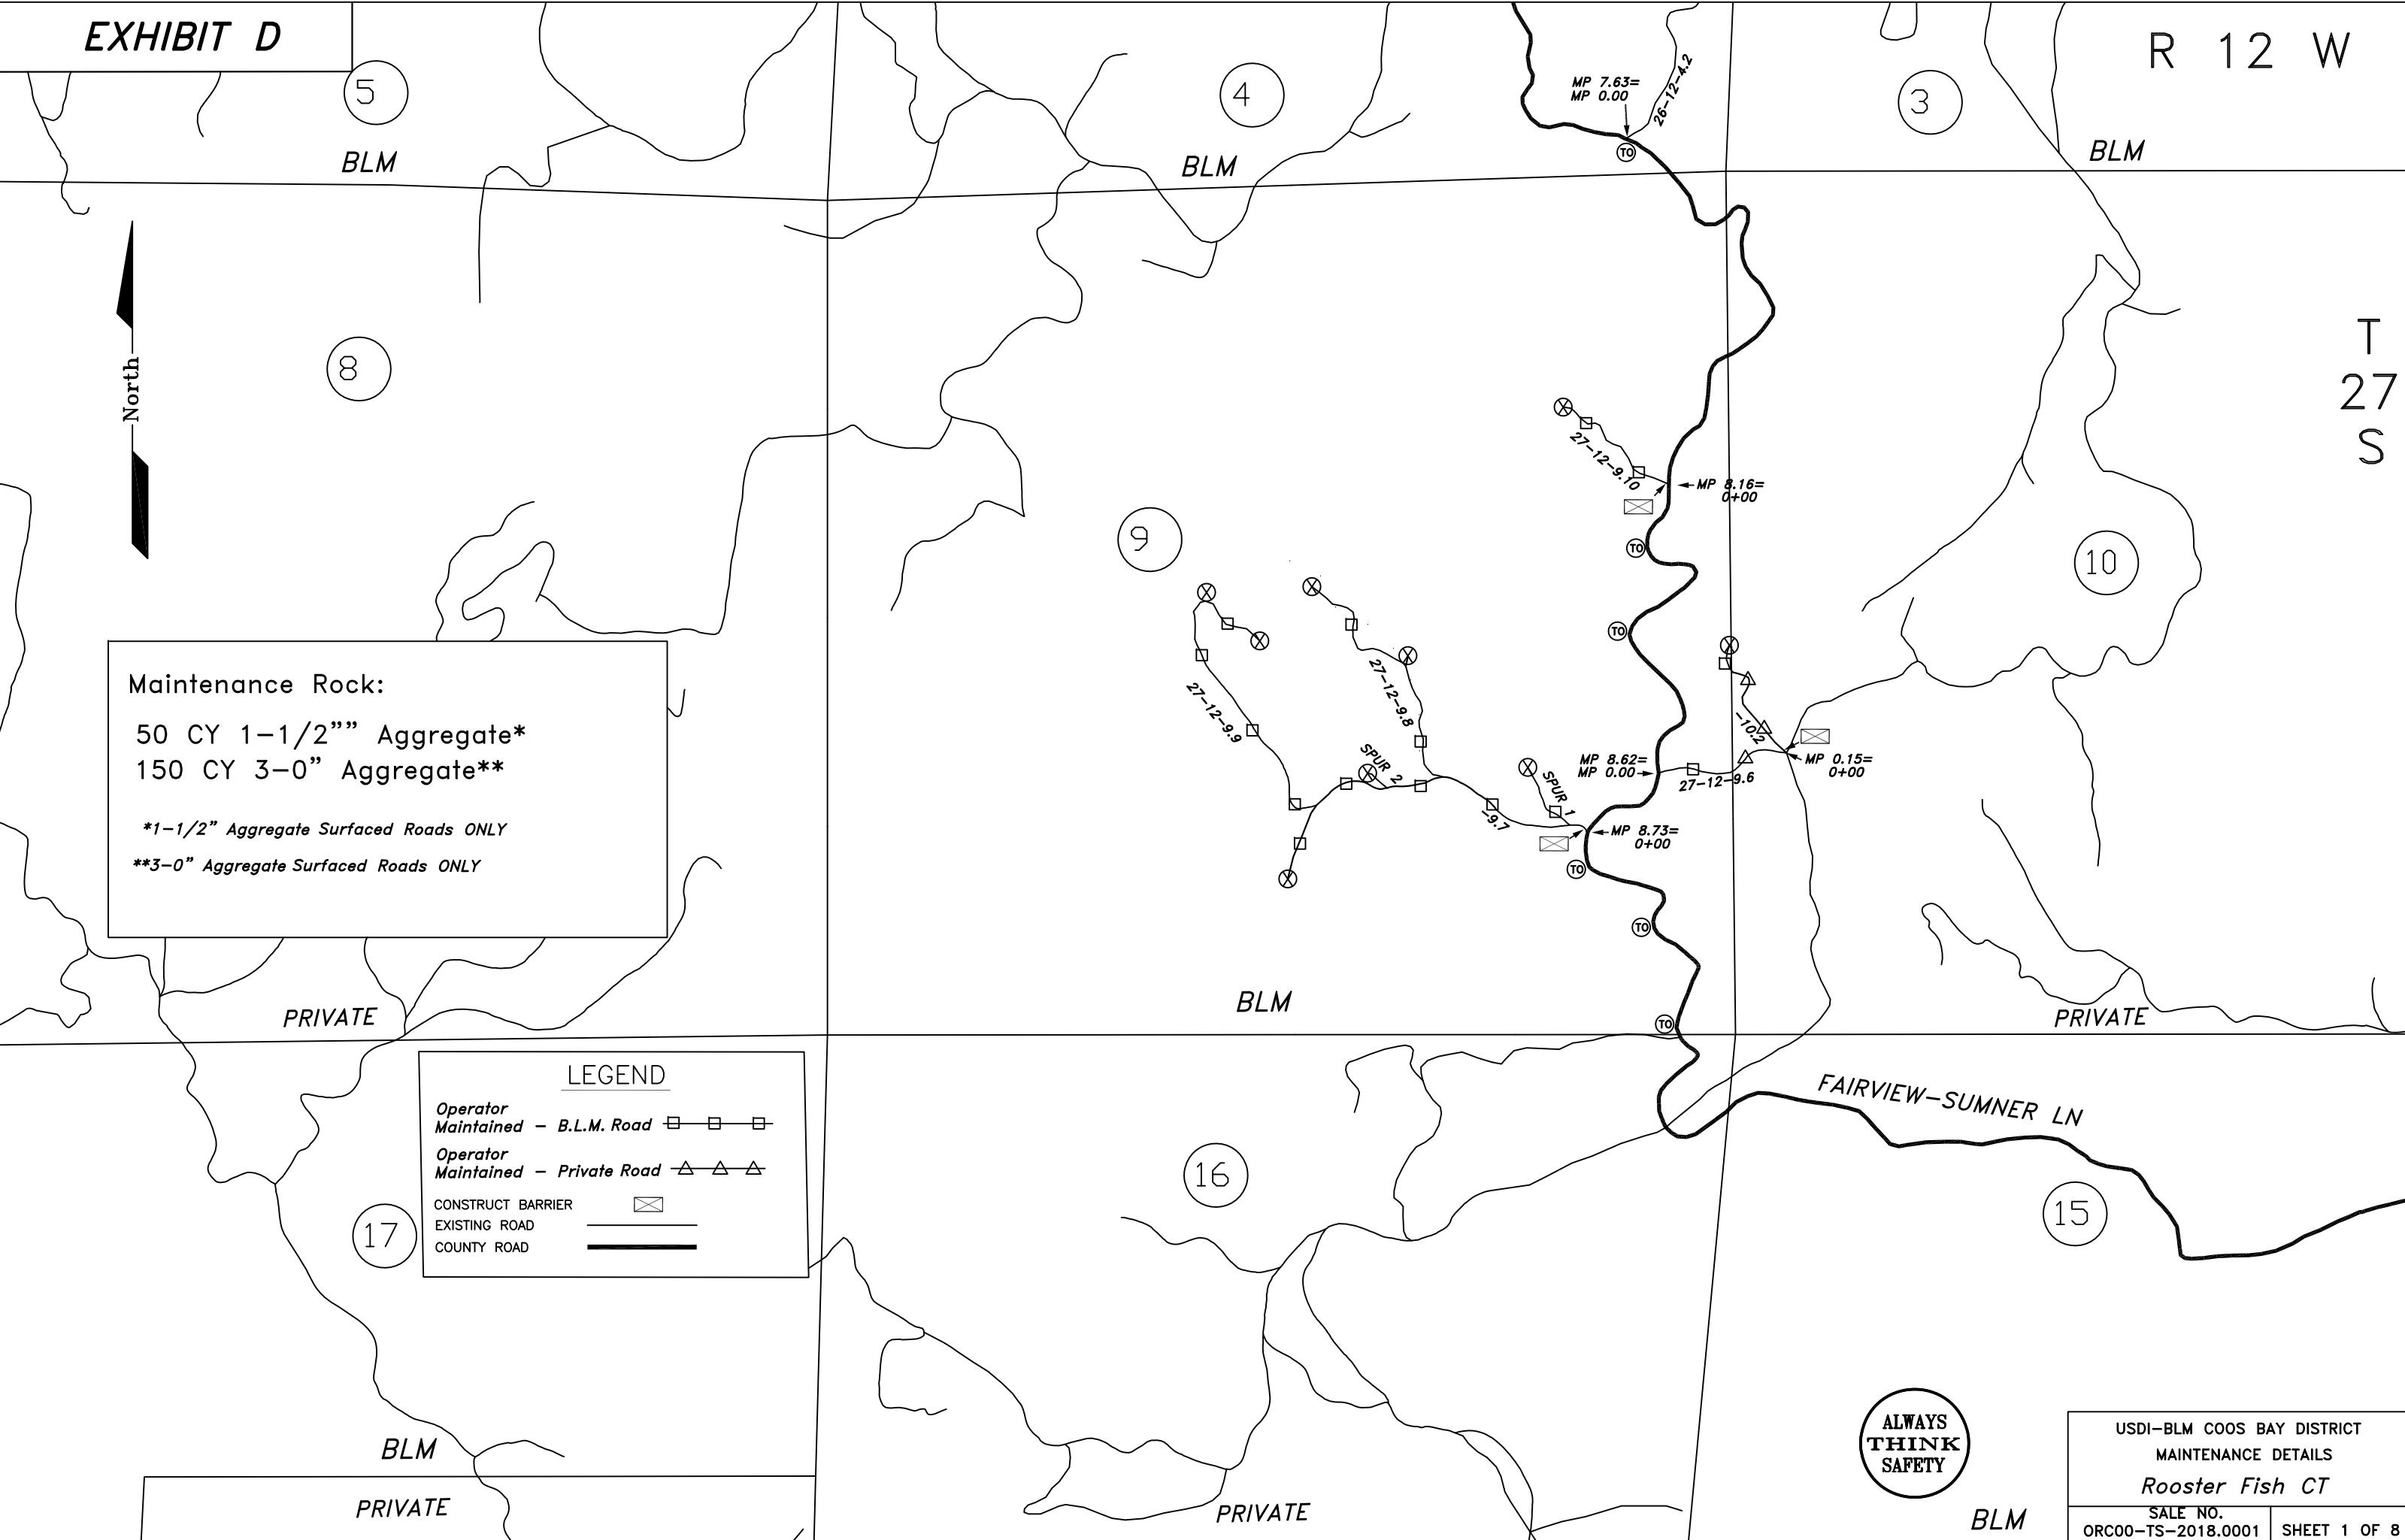 EXHIBIT D
R 12 W
5
4
3
MP 7.63=
MP 0.00
26-12-4.2
BLM
BLM
BLM
TO
North
T
27
S
8
27-12-9.10
MP 8.16=
0+00
9
TO
10
TO
Maintenance Rock:
50 CY 1-1/2”” Aggregate*
150 CY 3-0” Aggregate**
*1-1/2” Aggregate Surfaced Roads ONLY
**3-0” Aggregate Surfaced Roads ONLY
27-12-9.9
27-12-9.8
SPUR 2
SPUR 1
-9.7
-10.2
MP 8.62=
MP 0.00
27-12-9.6
MP 0.15=
0+00
MP 8.73=
0+00
TO
TO
TO
PRIVATE
BLM
PRIVATE
LEGEND
Operator
Maintained - B.L.M. Road
Operator
Maintained - Private Road
CONSTRUCT BARRIER
EXISTING ROAD
COUNTY ROAD
FAIRVIEW-SUMNER LN
16
15
17
BLM
PRIVATE
PRIVATE
ALWAYS
THINK
SAFETY
BLM
USDI-BLM COOS BAY DISTRICT
MAINTENANCE DETAILS
Rooster Fish CT
SALE NO.
ORC00-TS-2018.0001
SHEET 1 OF 8